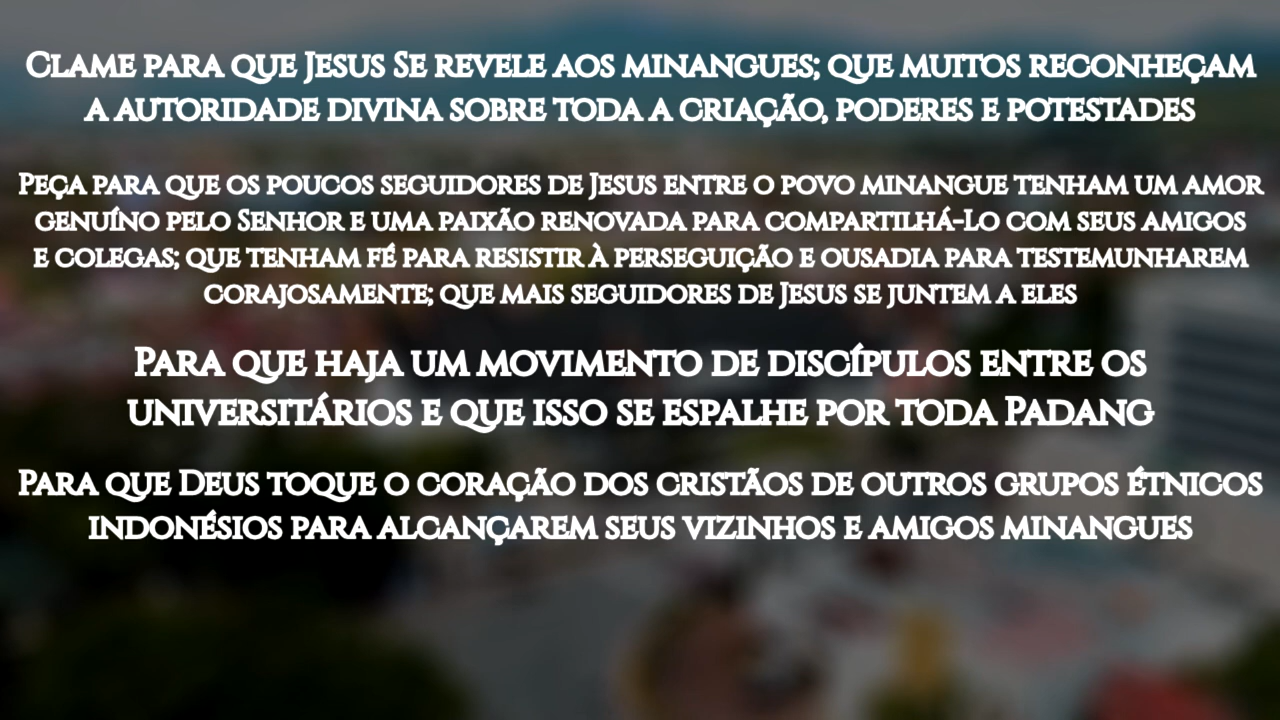 Clame para que Jesus Se revele aos minangues; que muitos reconheçam
a autoridade divina sobre toda a criação, poderes e potestades
Peça para que os poucos seguidores de Jesus entre o povo minangue tenham um amor
genuíno pelo Senhor e uma paixão renovada para compartilhá-Lo com seus amigos
e colegas; que tenham fé para resistir à perseguição e ousadia para testemunharem
corajosamente; que mais seguidores de Jesus se juntem a eles
Para que haja um movimento de discípulos entre os
universitários e que isso se espalhe por toda Padang
Para que Deus toque o coração dos cristãos de outros grupos étnicos
indonésios para alcançarem seus vizinhos e amigos minangues